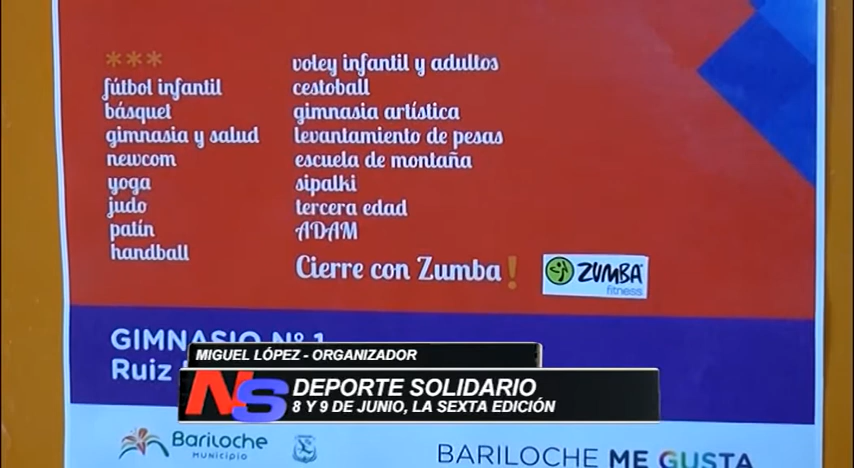 ***
fútbol infantil
básquet
gimnasia y salud
newcom
yoga
judo
patín
handball
voley infantil y adultos
cestoball
gimnasia artística
levantamiento de pesas
escuela de montaña
sipalki
tercera edad
ADAM
Cierre con Zumba!
ZUMBA
fitness
GIMNASIO Nº 1
Ruiz
MIGUEL LÓPEZ - ORGANIZADOR
NS
DEPORTE SOLIDARIO
8 Y 9 DE JUNIO, LA SEXTA EDICIÓN
Bariloche
MUNICIPIO
BARILOCHE ME GUSTA